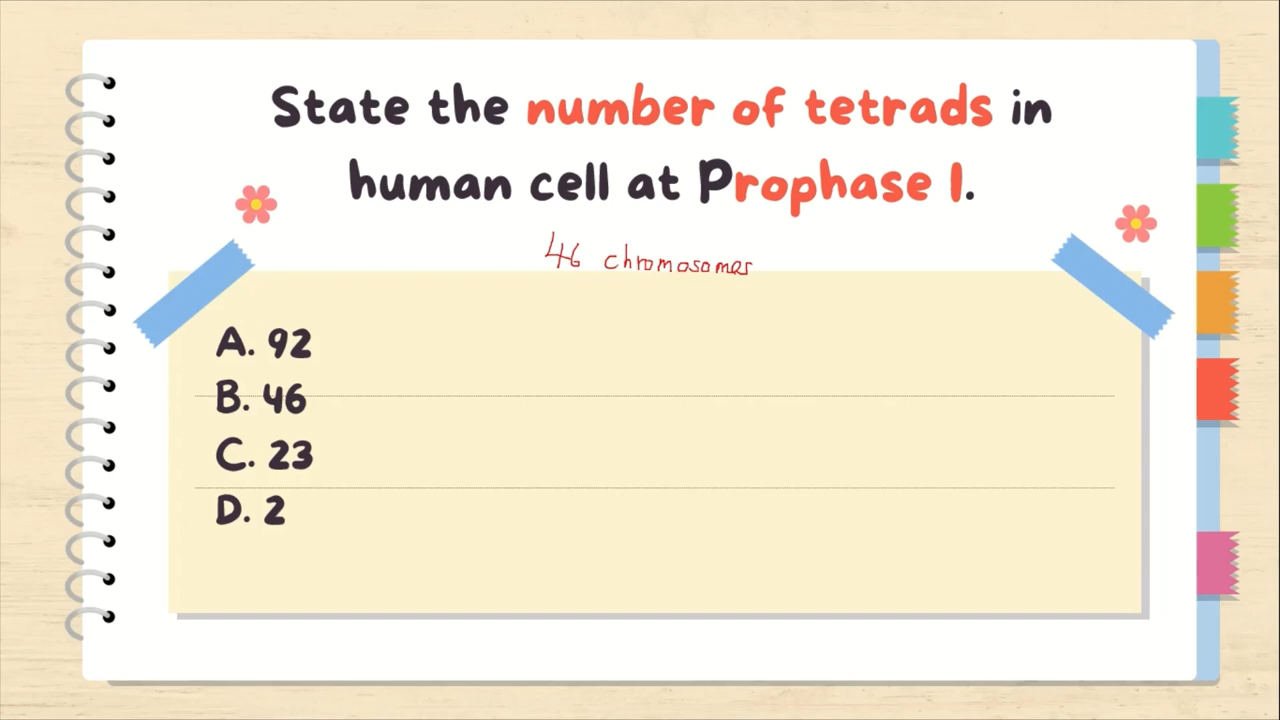 State the number of tetrads in
human cell at Prophase I.
46 chromosomes
A. 92
B. 46
C. 23
D. 2